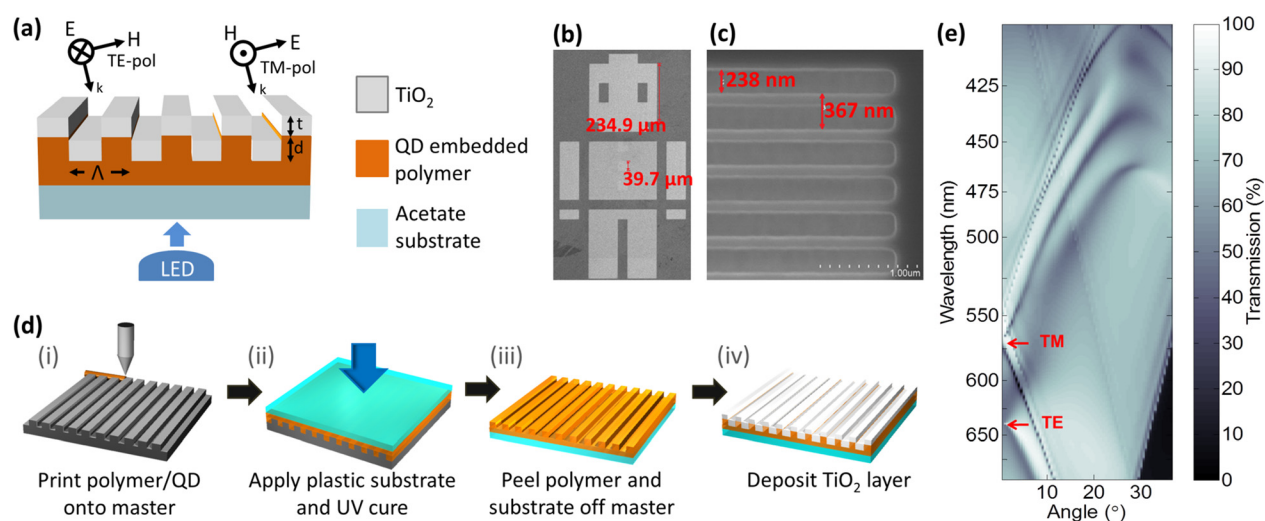 (a)
E
H
TE-pol
k
H
E
TM-pol
k
t
d
Λ
LED
TiO₂
QD embedded
polymer
Acetate
substrate
(b)
234.9 µm
39.7 µm
(c)
238 nm
367 nm
1.00um
(d)
(i)
Print polymer/QD
onto master
(ii)
Apply plastic substrate
and UV cure
(iii)
Peel polymer and
substrate off master
(iv)
Deposit TiO₂ layer
(e)
Wavelength (nm)
425
450
475
500
550
600
650
TM
TE
10
20
30
Angle (°)
100
90
80
70
60
50
40
30
20
10
0
Transmission (%)